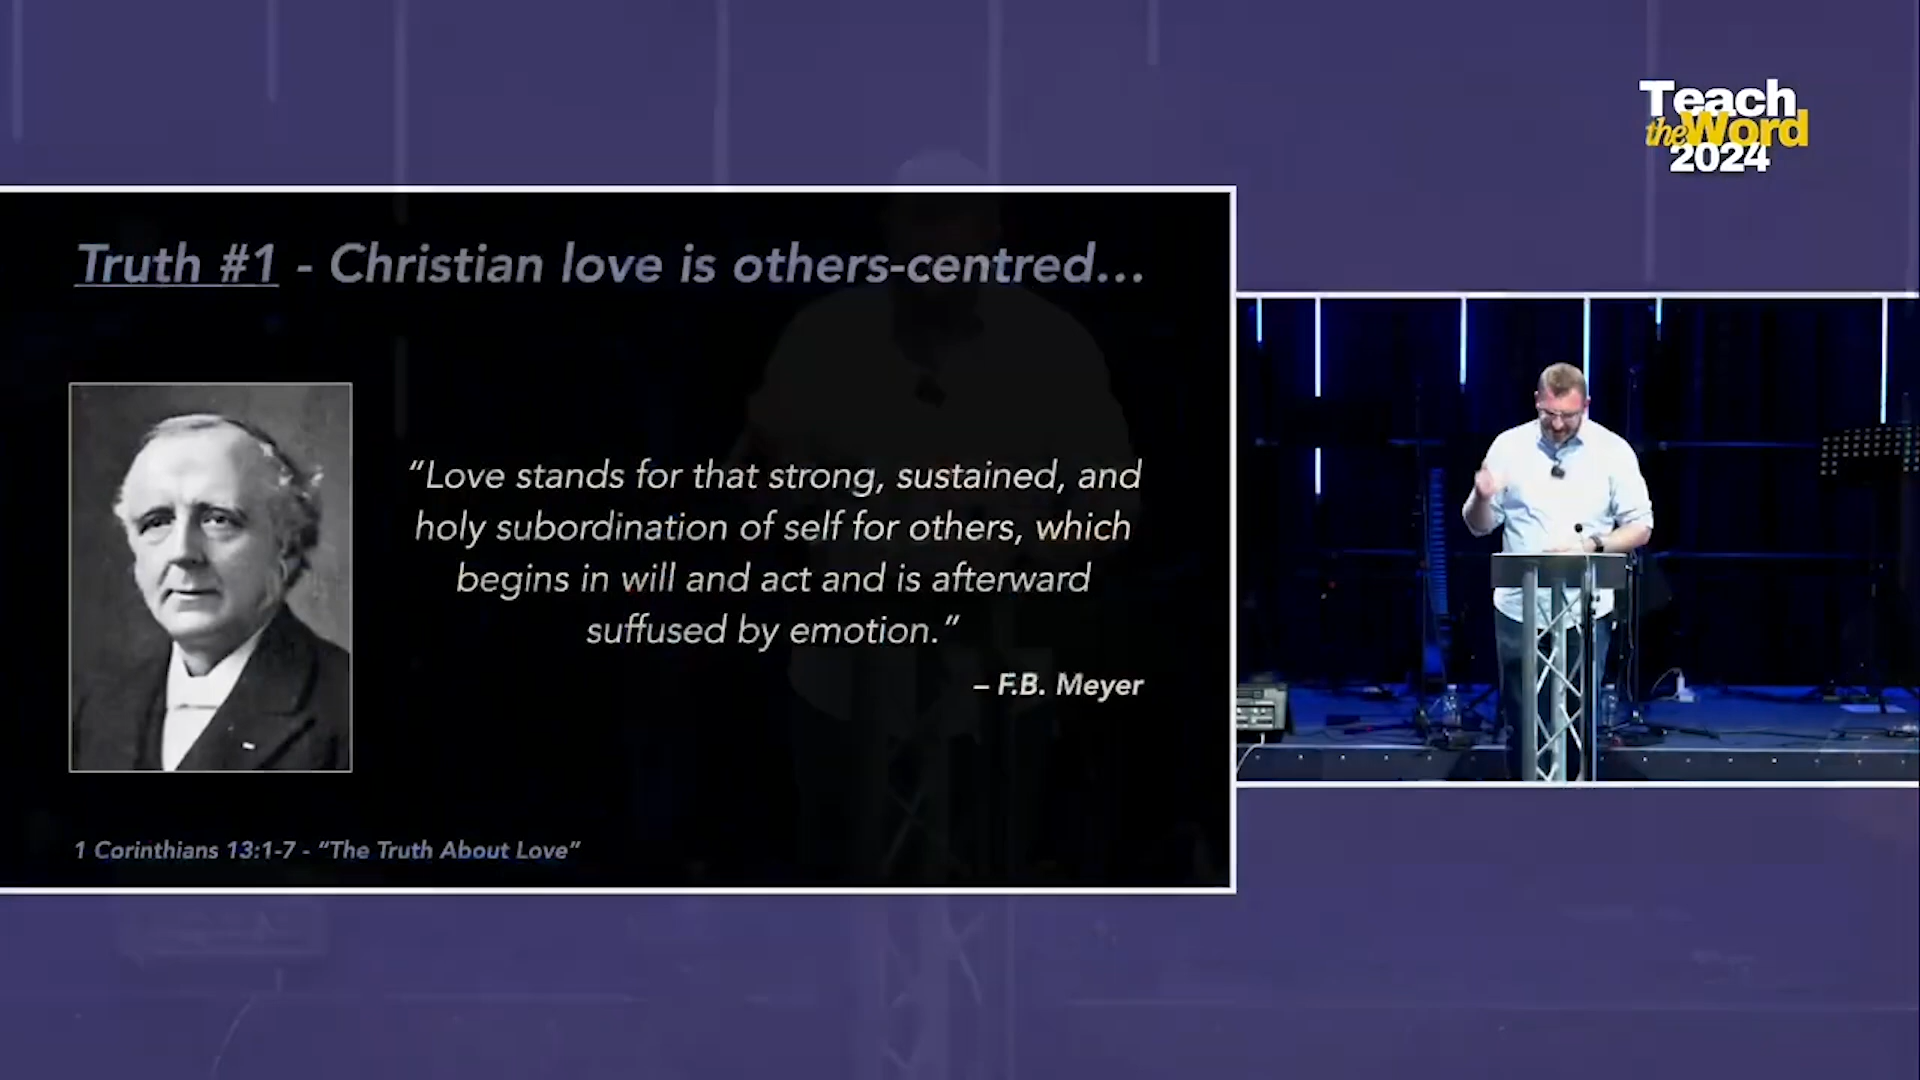 Teach
the Word
2024
Truth #1 - Christian love is others-centred...
“Love stands for that strong, sustained, and
holy subordination of self for others, which
begins in will and act and is afterward
suffused by emotion.”
– F.B. Meyer
1 Corinthians 13:1-7 - “The Truth About Love”